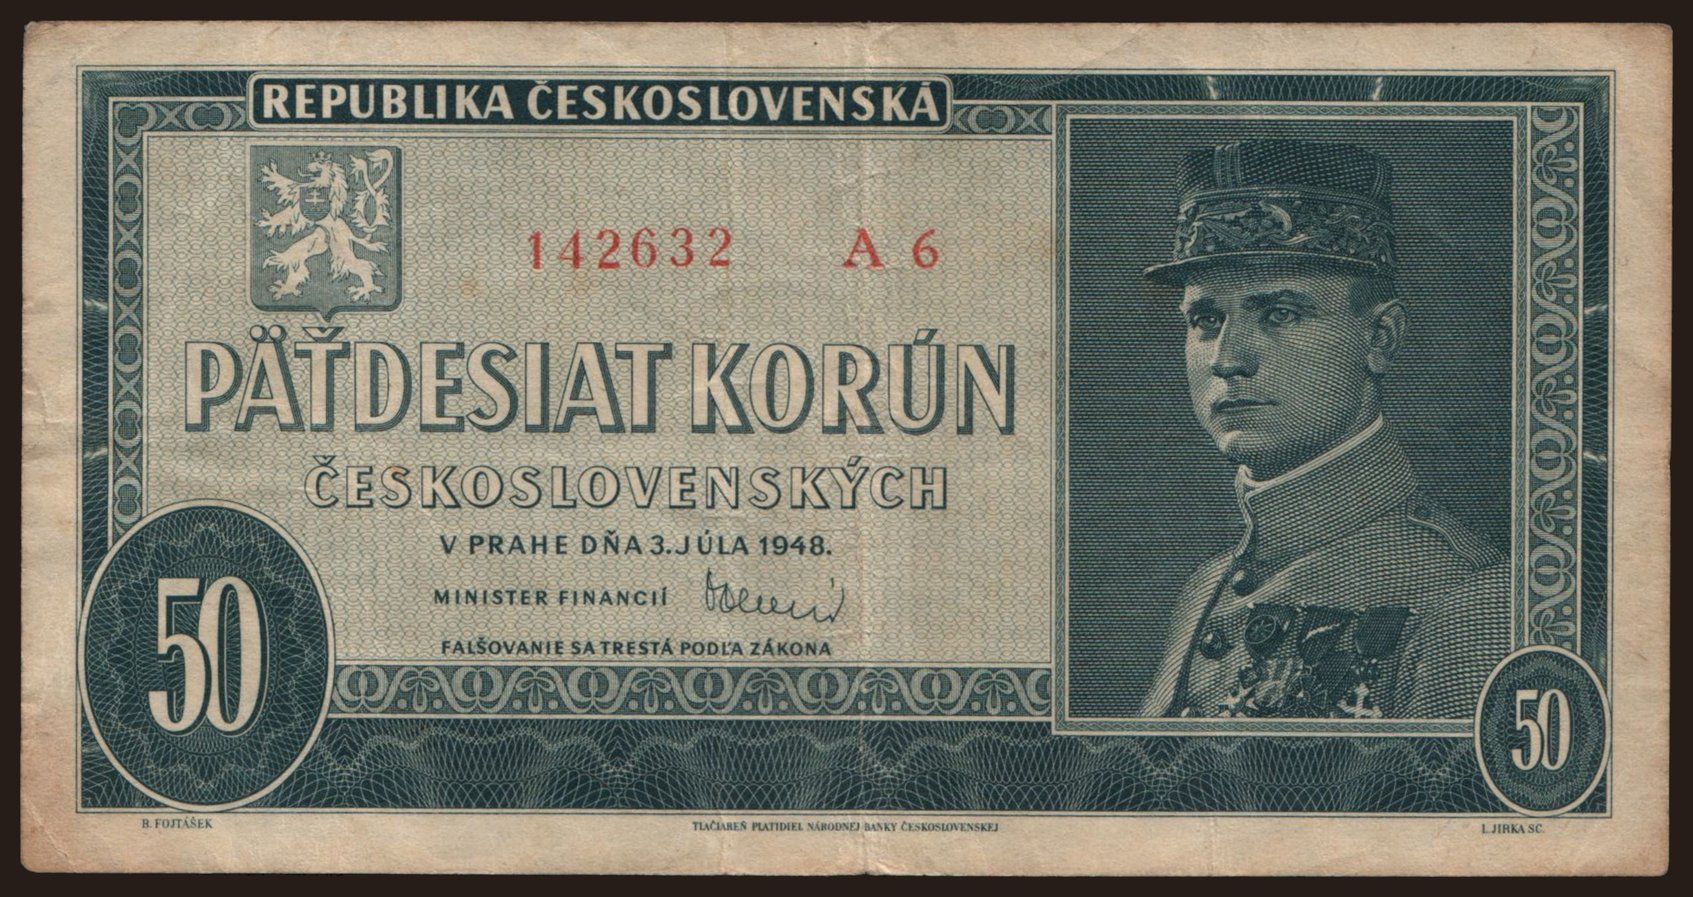 REPUBLIKA ČESKOSLOVENSKÁ
142632 A 6
PÄŤDESIAT KORÚN
ČESKOSLOVENSKÝCH
V PRAHE DŇA 3. JÚLA 1948.
MINISTER FINANCIÍ
FALŠOVANIE SA TRESTÁ PODĽA ZÁKONA
50
50
B. FOJTÁŠEK
TLAČIAREŇ PLATIDIEL NÁRODNEJ BANKY ČESKOSLOVENSKEJ
I. JIRKA SC.